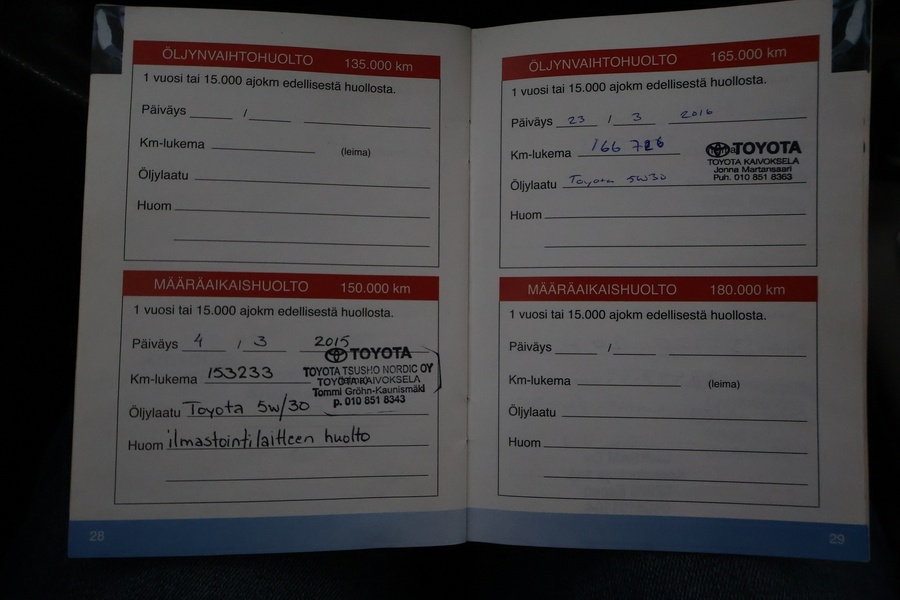 ÖLJYNVAIHTOHUOLTO 135.000 km
1 vuosi tai 15.000 ajokm edellisestä huollosta.
Päiväys /
Km-lukema (leima)
Öljylaatu
Huom
MÄÄRÄAIKAISHUOLTO 150.000 km
1 vuosi tai 15.000 ajokm edellisestä huollosta.
Päiväys 4 / 3 2015
TOYOTA
Km-lukema 153233
TOYOTA TSUSHO NORDIC OY
TOYOTA KAIVOKSELA
Tommi Gröhn-Kaunismäki
p. 010 851 8343
Öljylaatu Toyota 5w/30
Huom ilmastointilaitteen huolto
28
ÖLJYNVAIHTOHUOLTO 165.000 km
1 vuosi tai 15.000 ajokm edellisestä huollosta.
Päiväys 23 / 3 2016
Km-lukema 166 726
TOYOTA
TOYOTA KAIVOKSELA
Jonna Martansaari
Puh. 010 851 8363
Öljylaatu Toyota 5W30
Huom
MÄÄRÄAIKAISHUOLTO 180.000 km
1 vuosi tai 15.000 ajokm edellisestä huollosta.
Päiväys /
Km-lukema (leima)
Öljylaatu
Huom
29